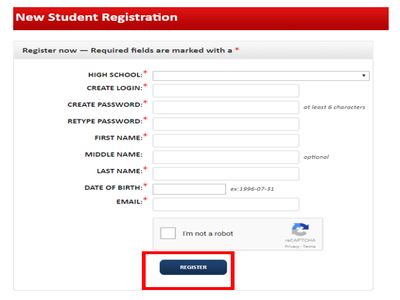 New Student Registration
Register now — Required fields are marked with a *
HIGH SCHOOL:*
CREATE LOGIN:*
CREATE PASSWORD:* at least 6 characters
RETYPE PASSWORD:*
FIRST NAME:*
MIDDLE NAME: optional
LAST NAME:*
DATE OF BIRTH:* ex:1996-07-31
EMAIL:*
I'm not a robot
reCAPTCHA
Privacy - Terms
REGISTER